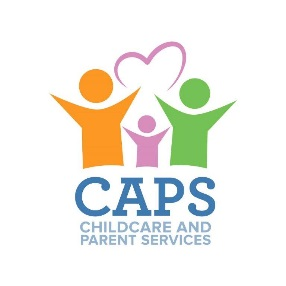 CAPS
CHILDCARE AND
PARENT SERVICES